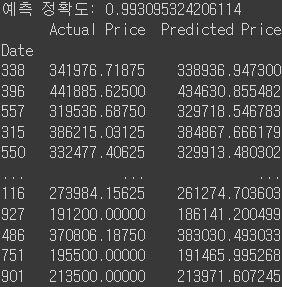 예측 정확도: 0.993095324206114
Actual Price Predicted Price
Date
338 341976.71875 338936.947300
396 441885.62500 434630.855482
557 319536.68750 329718.546783
315 386215.03125 384867.666179
550 332477.40625 329913.480302
... ... ...
116 273984.15625 261274.703603
927 191200.00000 186141.200499
486 370806.18750 383030.493033
751 195500.00000 191465.995268
901 213500.00000 213971.607245